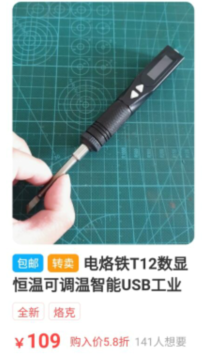 包邮 转卖 电烙铁T12数显
恒温可调温智能USB工业
全新 洛克
¥109 购入价5.8折 141人想要